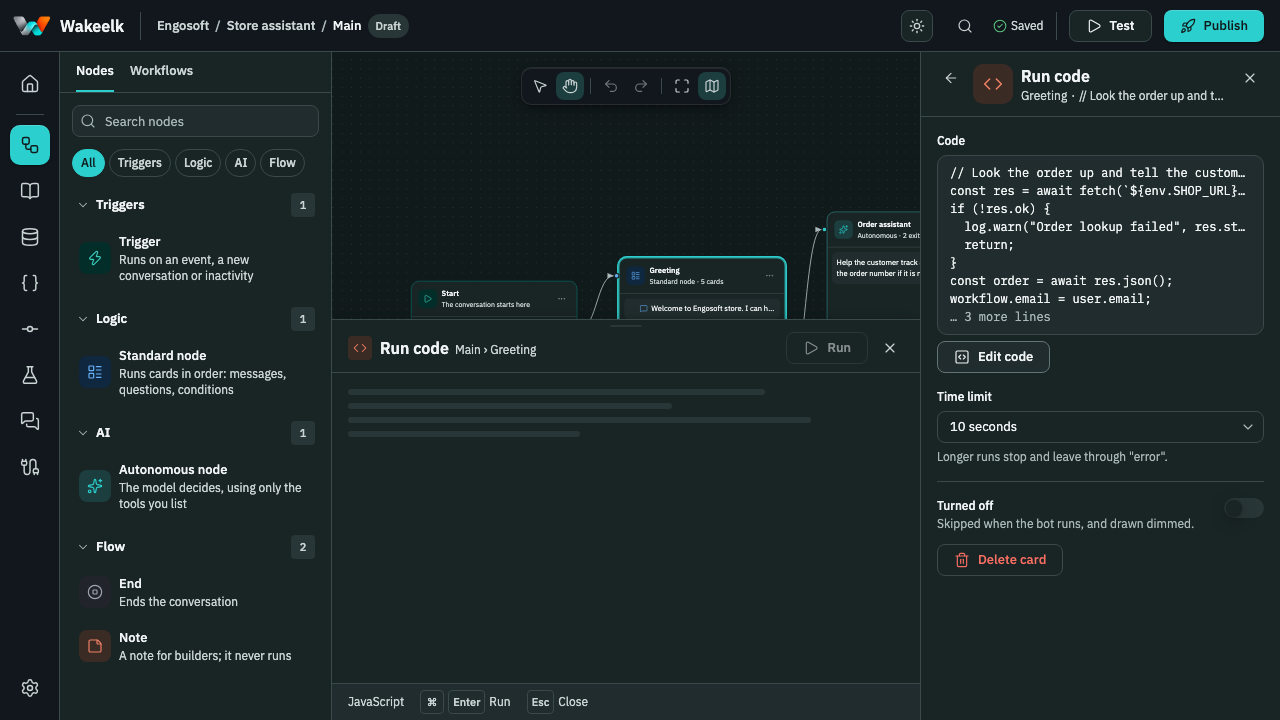 Wakeelk
Engosoft / Store assistant / Main Draft
Saved
Test
Publish
Nodes Workflows
Search nodes
All Triggers Logic AI Flow
Triggers 1
Trigger
Runs on an event, a new
conversation or inactivity
Logic 1
Standard node
Runs cards in order: messages,
questions, conditions
AI 1
Autonomous node
The model decides, using only the
tools you list
Flow 2
End
Ends the conversation
Note
A note for builders; it never runs
Start
The conversation starts here
Greeting
Standard node · 5 cards
Welcome to Engosoft store. I can h...
Order assistant
Autonomous · 2 exit
Help the customer track
the order number if it is n
Run code Main › Greeting
Run
JavaScript ⌘ Enter Run Esc Close
Run code
Greeting · // Look the order up and t...
Code
// Look the order up and tell the custom…
const res = await fetch(`${env.SHOP_URL}…
if (!res.ok) {
  log.warn("Order lookup failed", res.st…
  return;
}
const order = await res.json();
workflow.email = user.email;
… 3 more lines
Edit code
Time limit
10 seconds
Longer runs stop and leave through "error".
Turned off
Skipped when the bot runs, and drawn dimmed.
Delete card